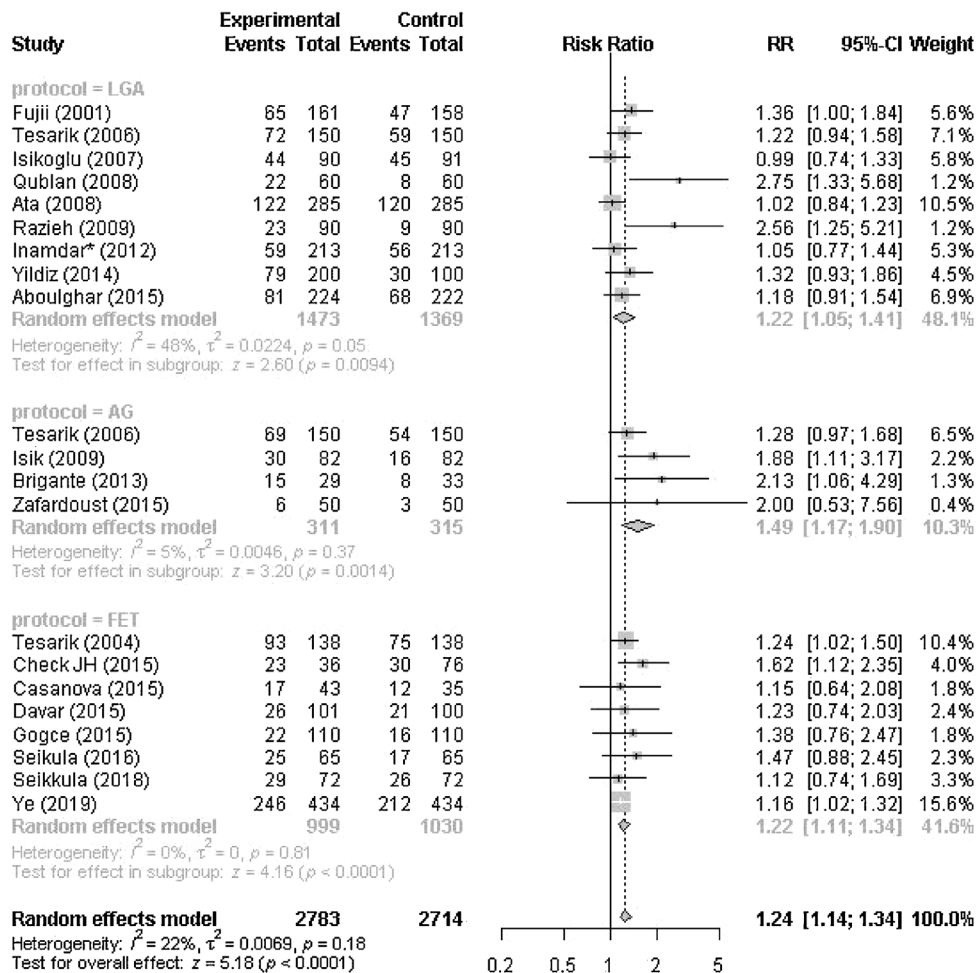 Experimental Control
Study Events Total Events Total Risk Ratio RR 95%-CI Weight
protocol = LGA
Fujii (2001) 65 161 47 158 1.36 [1.00; 1.84] 5.6%
Tesarik (2006) 72 150 59 150 1.22 [0.94; 1.58] 7.1%
Isikoglu (2007) 44 90 45 91 0.99 [0.74; 1.33] 5.8%
Qublan (2008) 22 60 8 60 2.75 [1.33; 5.68] 1.2%
Ata (2008) 122 285 120 285 1.02 [0.84; 1.23] 10.5%
Razieh (2009) 23 90 9 90 2.56 [1.25; 5.21] 1.2%
Inamdar* (2012) 59 213 56 213 1.05 [0.77; 1.44] 5.3%
Yildiz (2014) 79 200 30 100 1.32 [0.93; 1.86] 4.5%
Aboulghar (2015) 81 224 68 222 1.18 [0.91; 1.54] 6.9%
Random effects model 1473 1369 1.22 [1.05; 1.41] 48.1%
Heterogeneity: I² = 48%, τ² = 0.0224, p = 0.05
Test for effect in subgroup: z = 2.60 (p = 0.0094)
protocol = AG
Tesarik (2006) 69 150 54 150 1.28 [0.97; 1.68] 6.5%
Isik (2009) 30 82 16 82 1.88 [1.11; 3.17] 2.2%
Brigante (2013) 15 29 8 33 2.13 [1.06; 4.29] 1.3%
Zafardoust (2015) 6 50 3 50 2.00 [0.53; 7.56] 0.4%
Random effects model 311 315 1.49 [1.17; 1.90] 10.3%
Heterogeneity: I² = 5%, τ² = 0.0046, p = 0.37
Test for effect in subgroup: z = 3.20 (p = 0.0014)
protocol = FET
Tesarik (2004) 93 138 75 138 1.24 [1.02; 1.50] 10.4%
Check JH (2015) 23 36 30 76 1.62 [1.12; 2.35] 4.0%
Casanova (2015) 17 43 12 35 1.15 [0.64; 2.08] 1.8%
Davar (2015) 26 101 21 100 1.23 [0.74; 2.03] 2.4%
Gogce (2015) 22 110 16 110 1.38 [0.76; 2.47] 1.8%
Seikula (2016) 25 65 17 65 1.47 [0.88; 2.45] 2.3%
Seikkula (2018) 29 72 26 72 1.12 [0.74; 1.69] 3.3%
Ye (2019) 246 434 212 434 1.16 [1.02; 1.32] 15.6%
Random effects model 999 1030 1.22 [1.11; 1.34] 41.6%
Heterogeneity: I² = 0%, τ² = 0, p = 0.81
Test for effect in subgroup: z = 4.16 (p < 0.0001)
Random effects model 2783 2714 1.24 [1.14; 1.34] 100.0%
Heterogeneity: I² = 22%, τ² = 0.0069, p = 0.18
Test for overall effect: z = 5.18 (p < 0.0001)
0.2 0.5 1 2 5